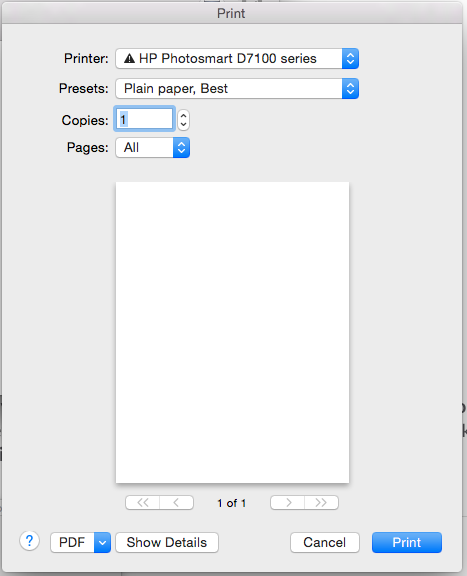 Print
Printer: HP Photosmart D7100 series
Presets: Plain paper, Best
Copies: 1
Pages: All
<< < 1 of 1 > >>
? PDF Show Details Cancel Print